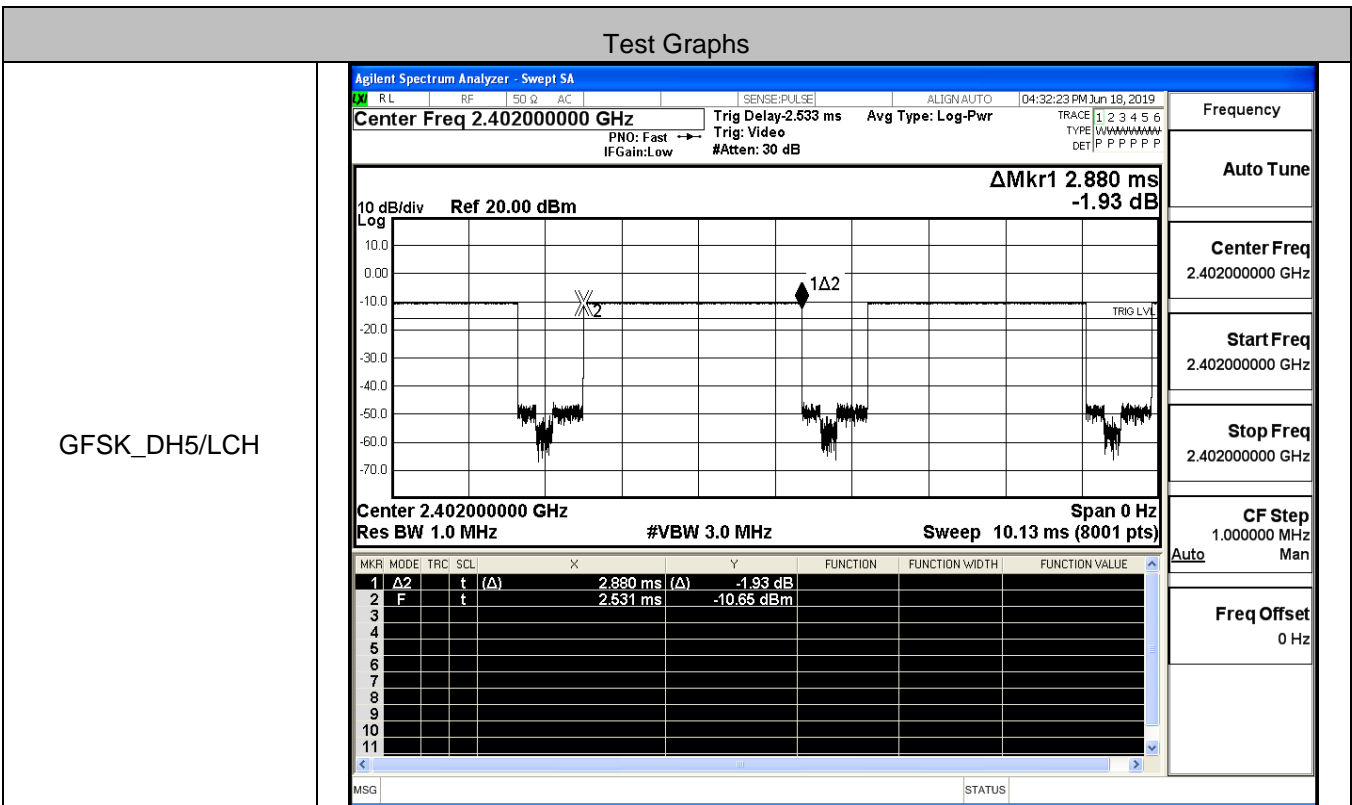 Test Graphs
GFSK_DH5/LCH
Agilent Spectrum Analyzer - Swept SA
LXI RL RF 50 Ω AC SENSE:PULSE ALIGN AUTO 04:32:23 PM Jun 18, 2019
Center Freq 2.402000000 GHz
PNO: Fast
IFGain:Low
Trig Delay-2.533 ms
Trig: Video
#Atten: 30 dB
Avg Type: Log-Pwr
TRACE 1 2 3 4 5 6
TYPE WWWWWW
DET P P P P P P
ΔMkr1 2.880 ms
-1.93 dB
10 dB/div Ref 20.00 dBm
Log
10.0
0.00
-10.0
-20.0
-30.0
-40.0
-50.0
-60.0
-70.0
1Δ2
2
TRIG LVL
Center 2.402000000 GHz Span 0 Hz
Res BW 1.0 MHz #VBW 3.0 MHz Sweep 10.13 ms (8001 pts)
MKR MODE TRC SCL X Y FUNCTION FUNCTION WIDTH FUNCTION VALUE
1 Δ2 t (Δ) 2.880 ms (Δ) -1.93 dB
2 F t 2.531 ms -10.65 dBm
3
4
5
6
7
8
9
10
11
MSG STATUS
Frequency
Auto Tune
Center Freq
2.402000000 GHz
Start Freq
2.402000000 GHz
Stop Freq
2.402000000 GHz
CF Step
1.000000 MHz
Auto Man
Freq Offset
0 Hz